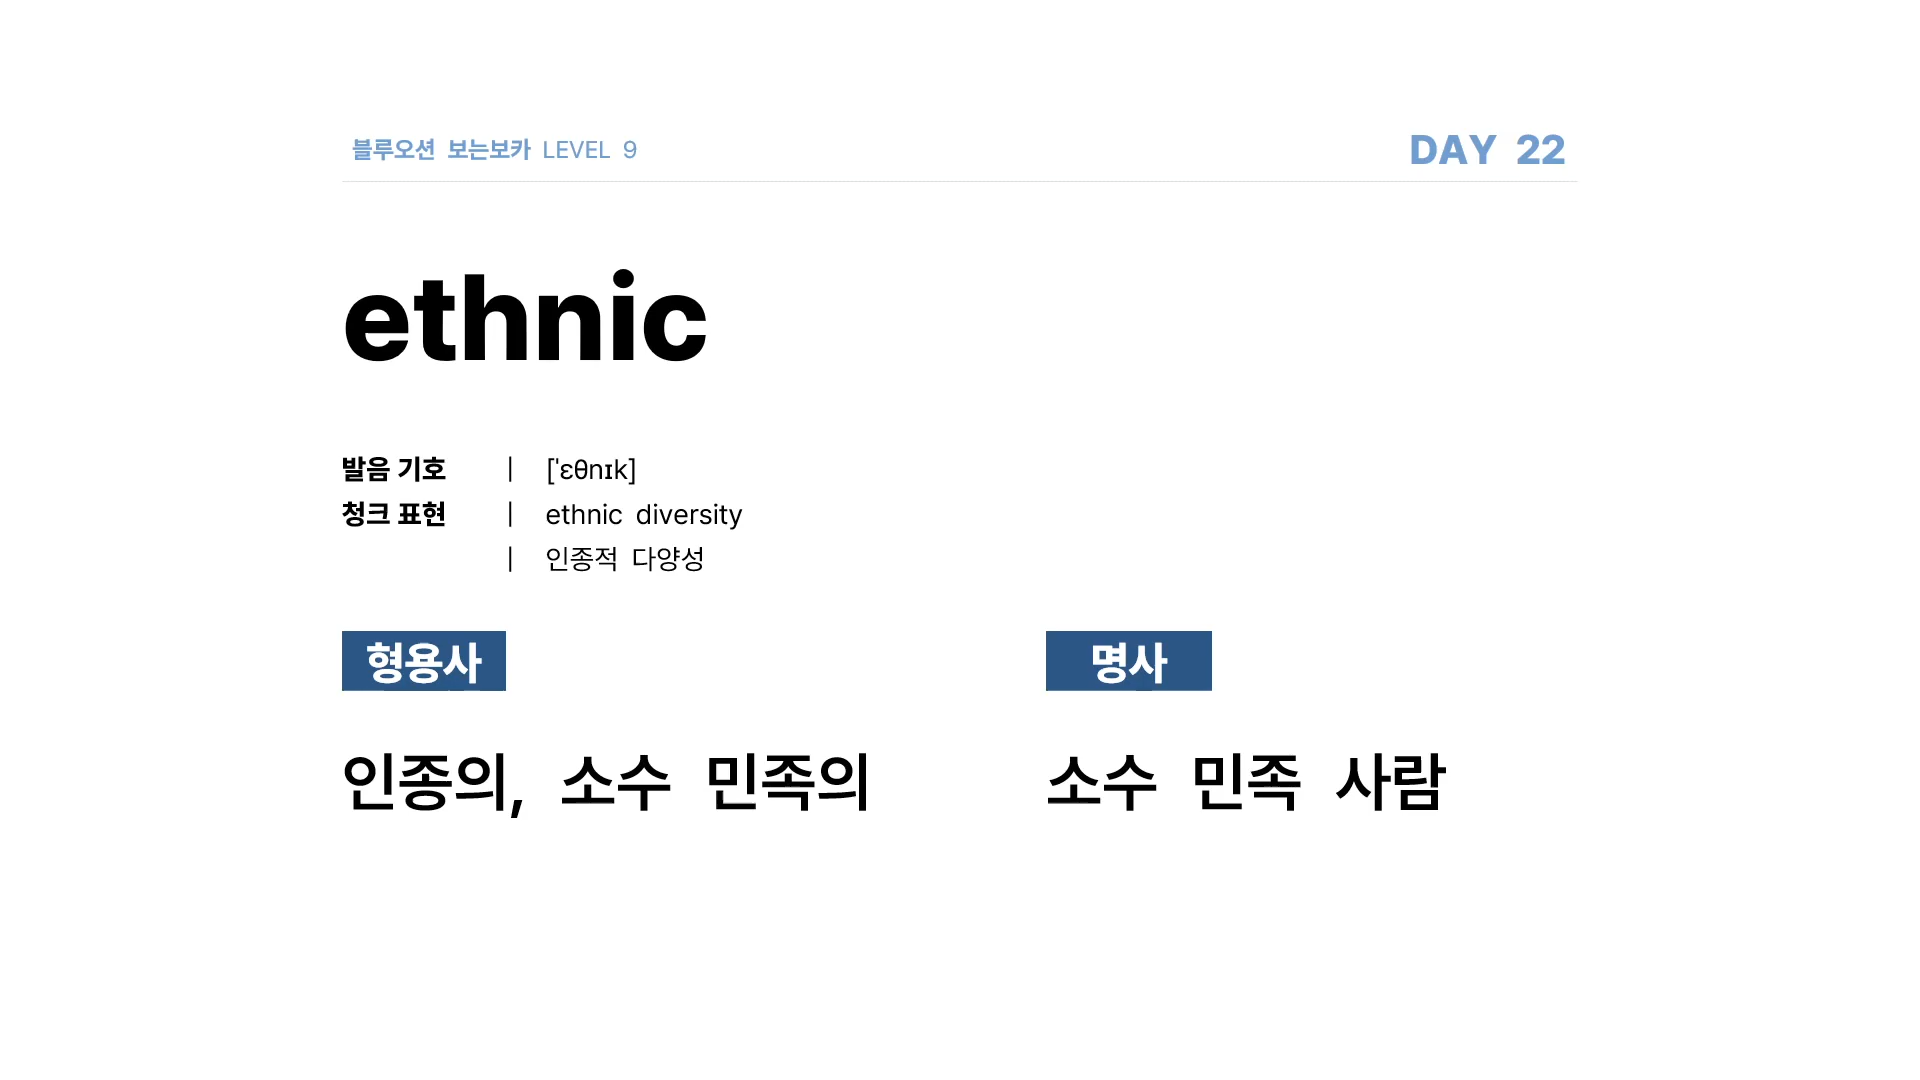 블루오션 보는보카 LEVEL 9
DAY 22
ethnic
발음 기호 | [ˈɛθnɪk]
청크 표현 | ethnic diversity
| 인종적 다양성
형용사
인종의, 소수 민족의
명사
소수 민족 사람